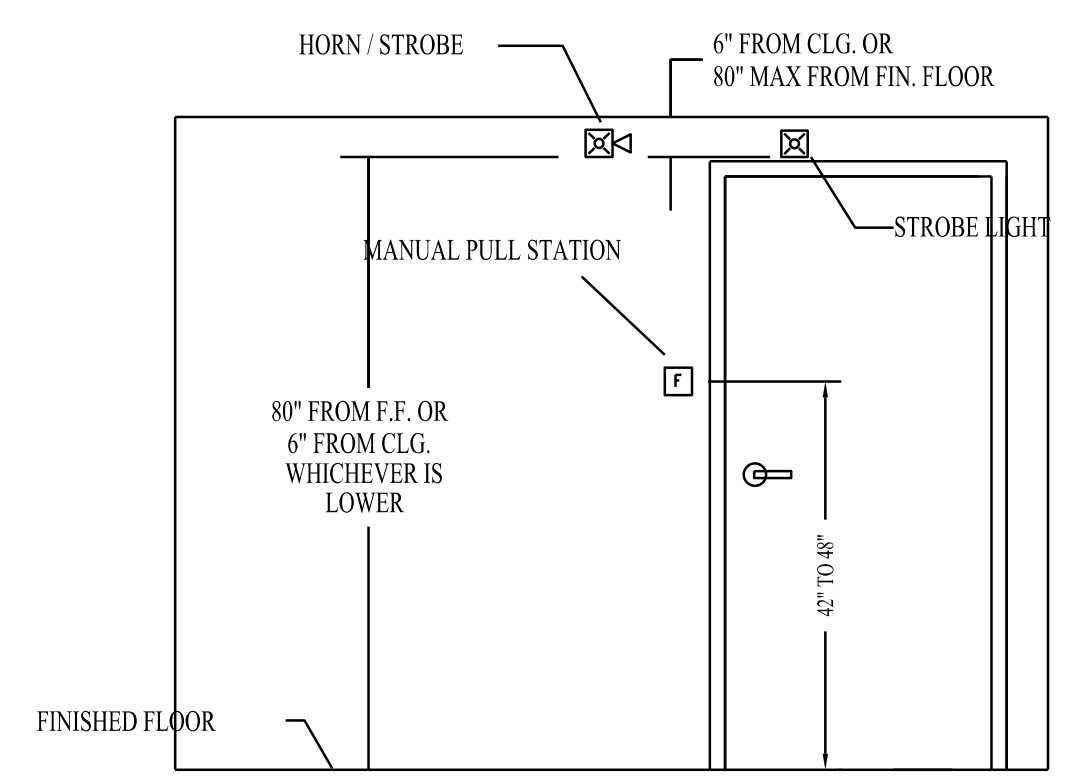 HORN / STROBE
6" FROM CLG. OR
80" MAX FROM FIN. FLOOR
STROBE LIGHT
MANUAL PULL STATION
F
80" FROM F.F. OR
6" FROM CLG.
WHICHEVER IS
LOWER
42" TO 48"
FINISHED FLOOR